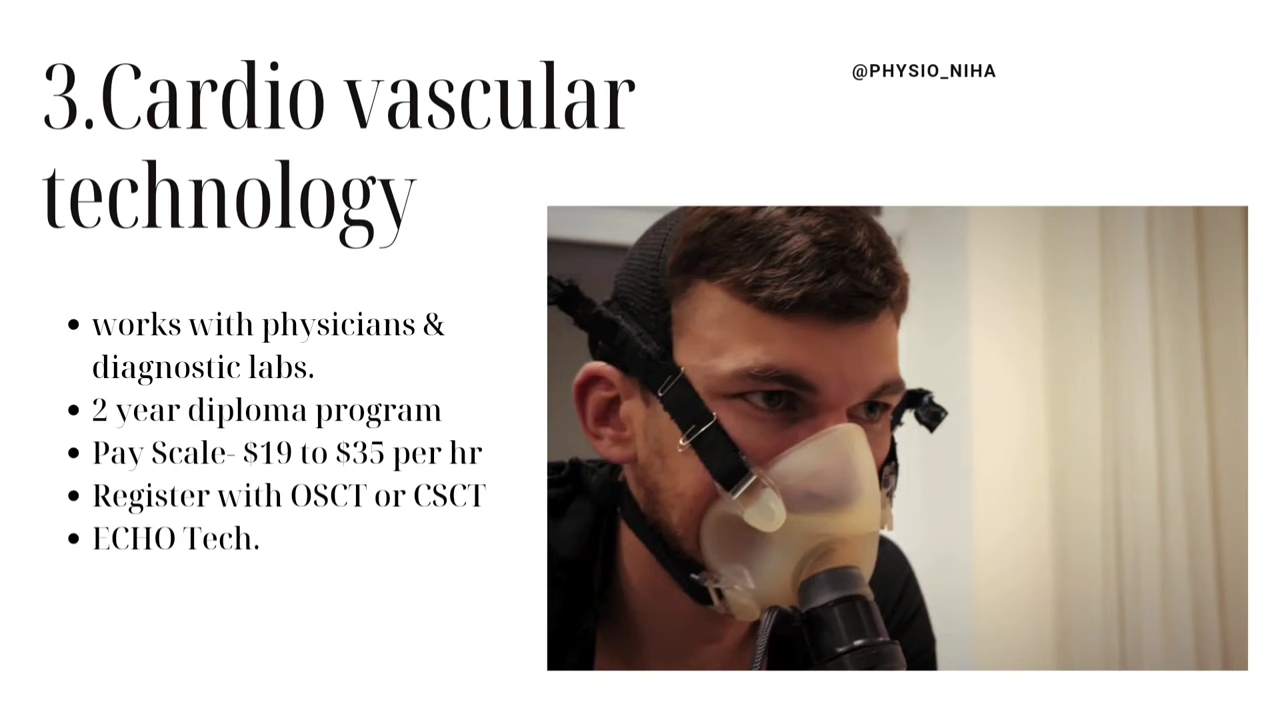 3.Cardio vascular
technology
@PHYSIO_NIHA
• works with physicians &
diagnostic labs.
• 2 year diploma program
• Pay Scale- $19 to $35 per hr
• Register with OSCT or CSCT
• ECHO Tech.